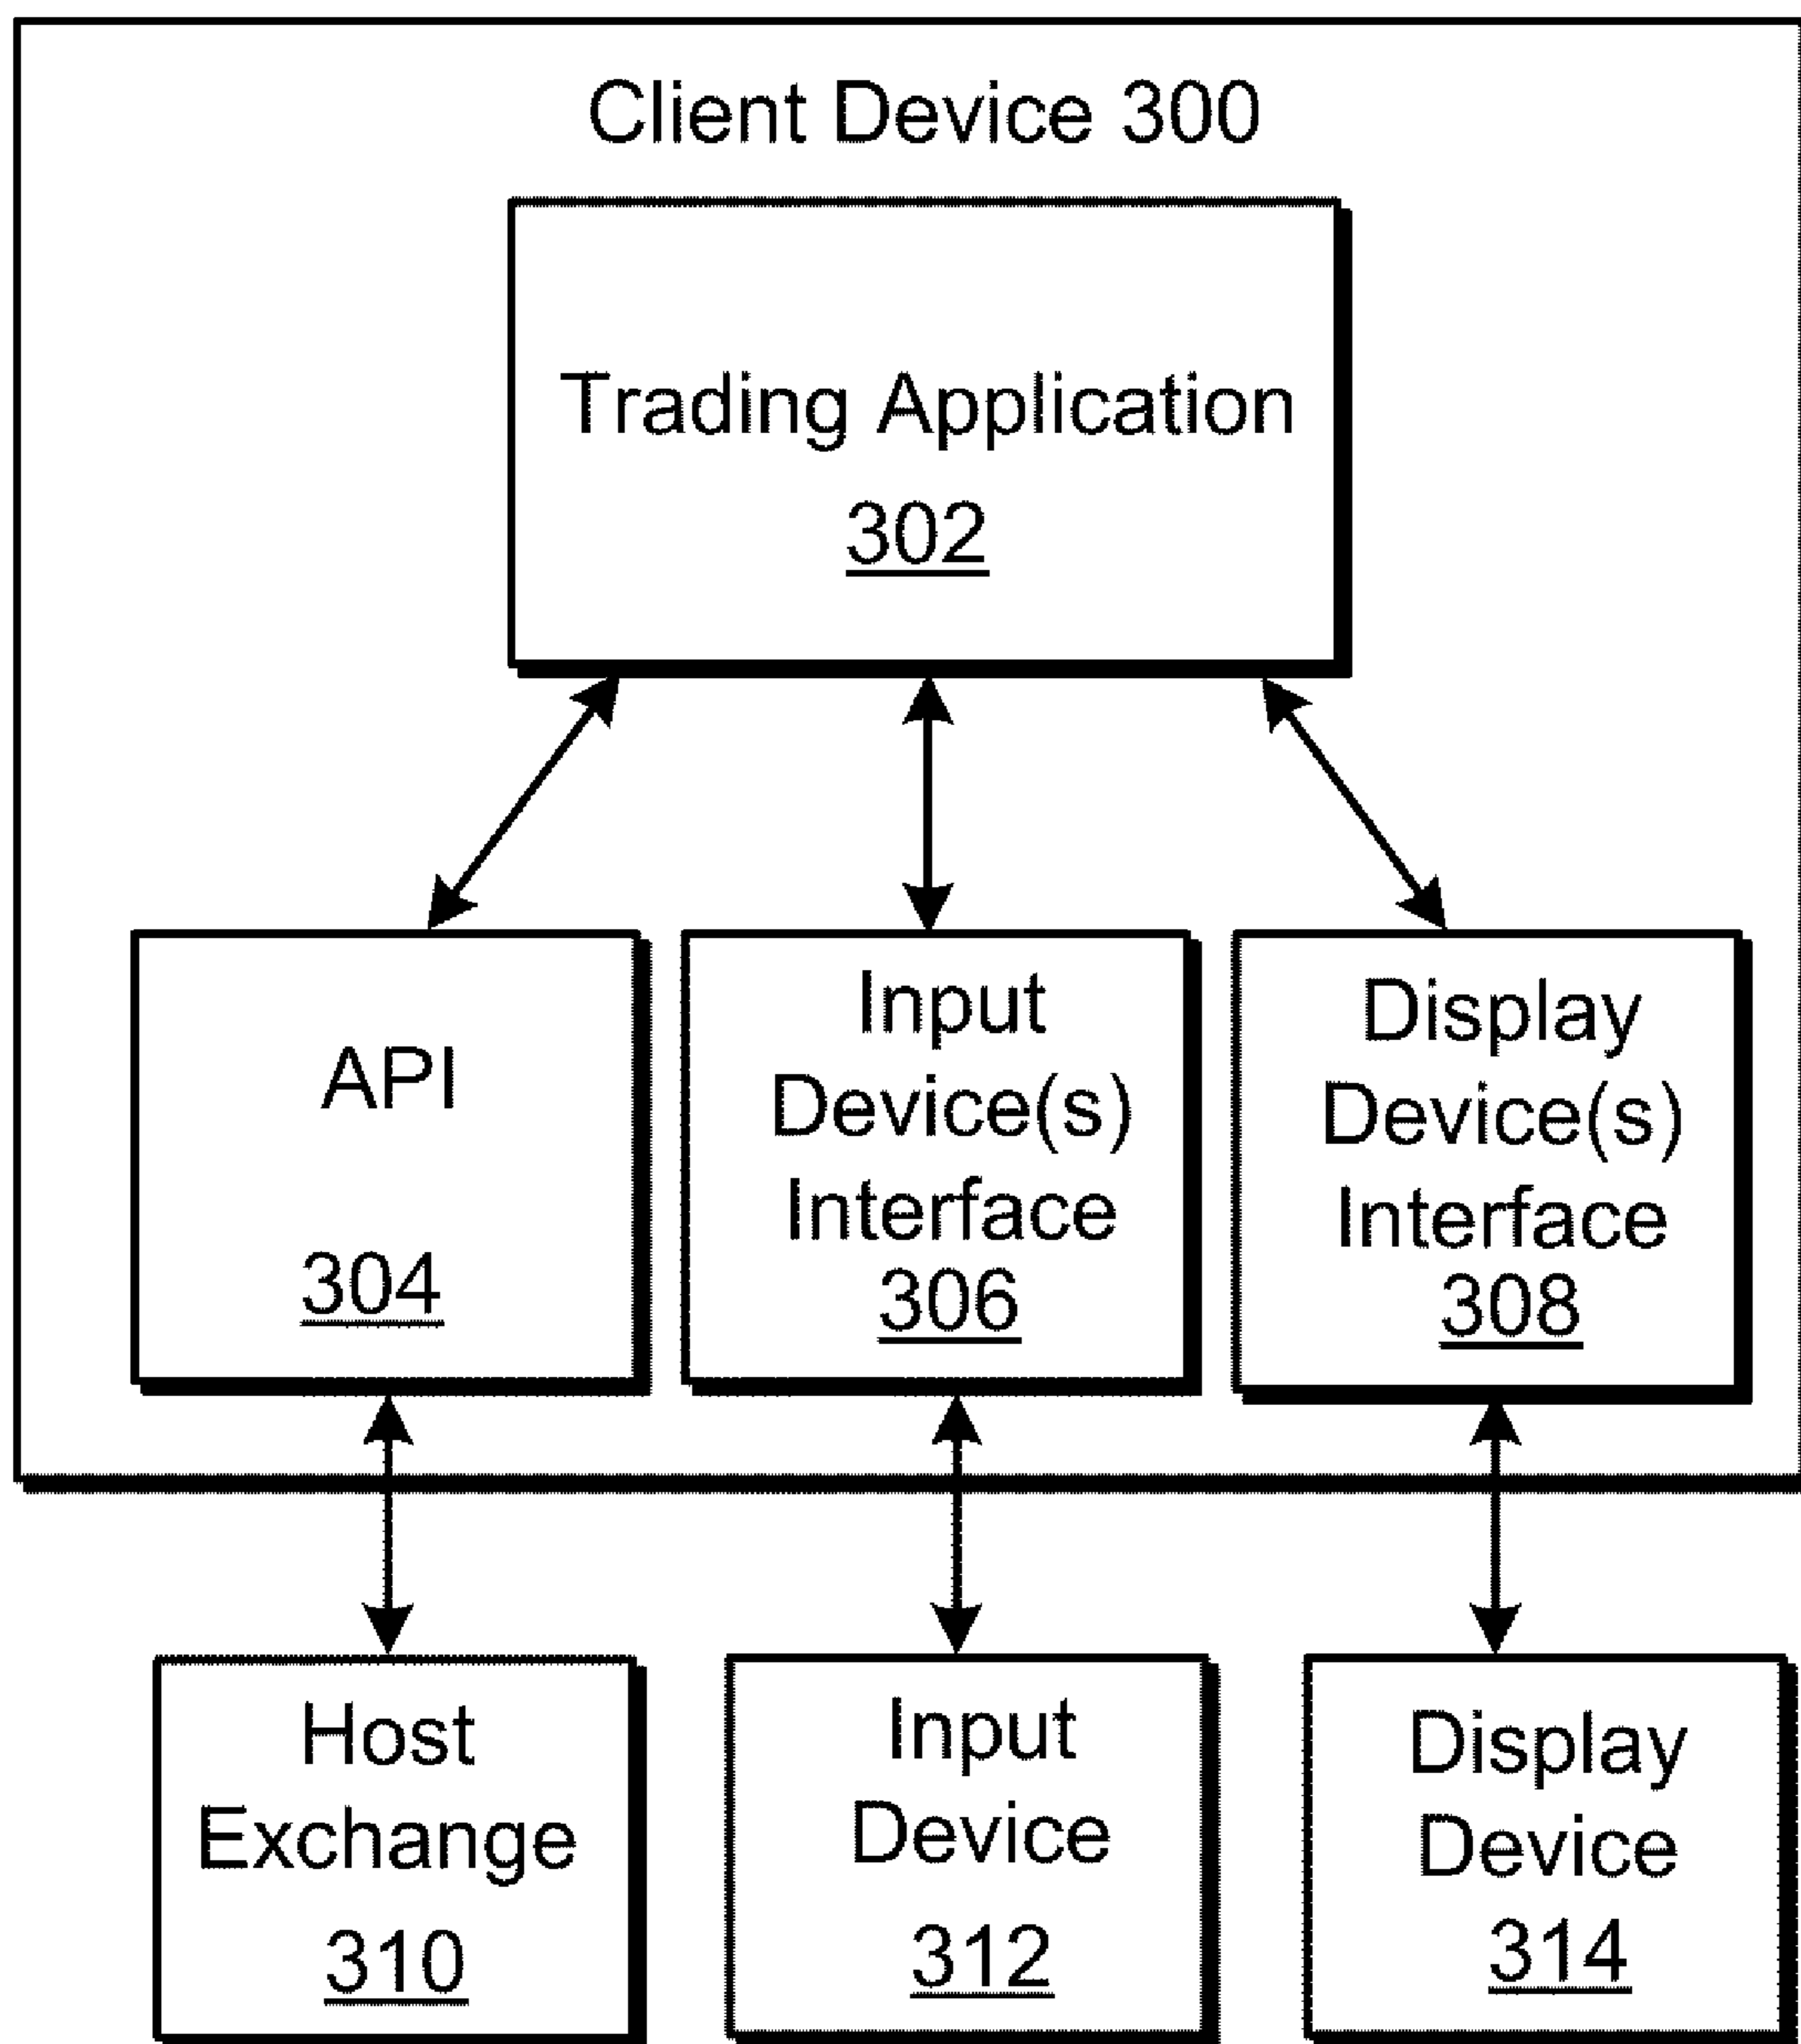 Client Device 300
Trading Application
302
API
304
Input
Device(s)
Interface
306
Display
Device(s)
Interface
308
Host
Exchange
310
Input
Device
312
Display
Device
314